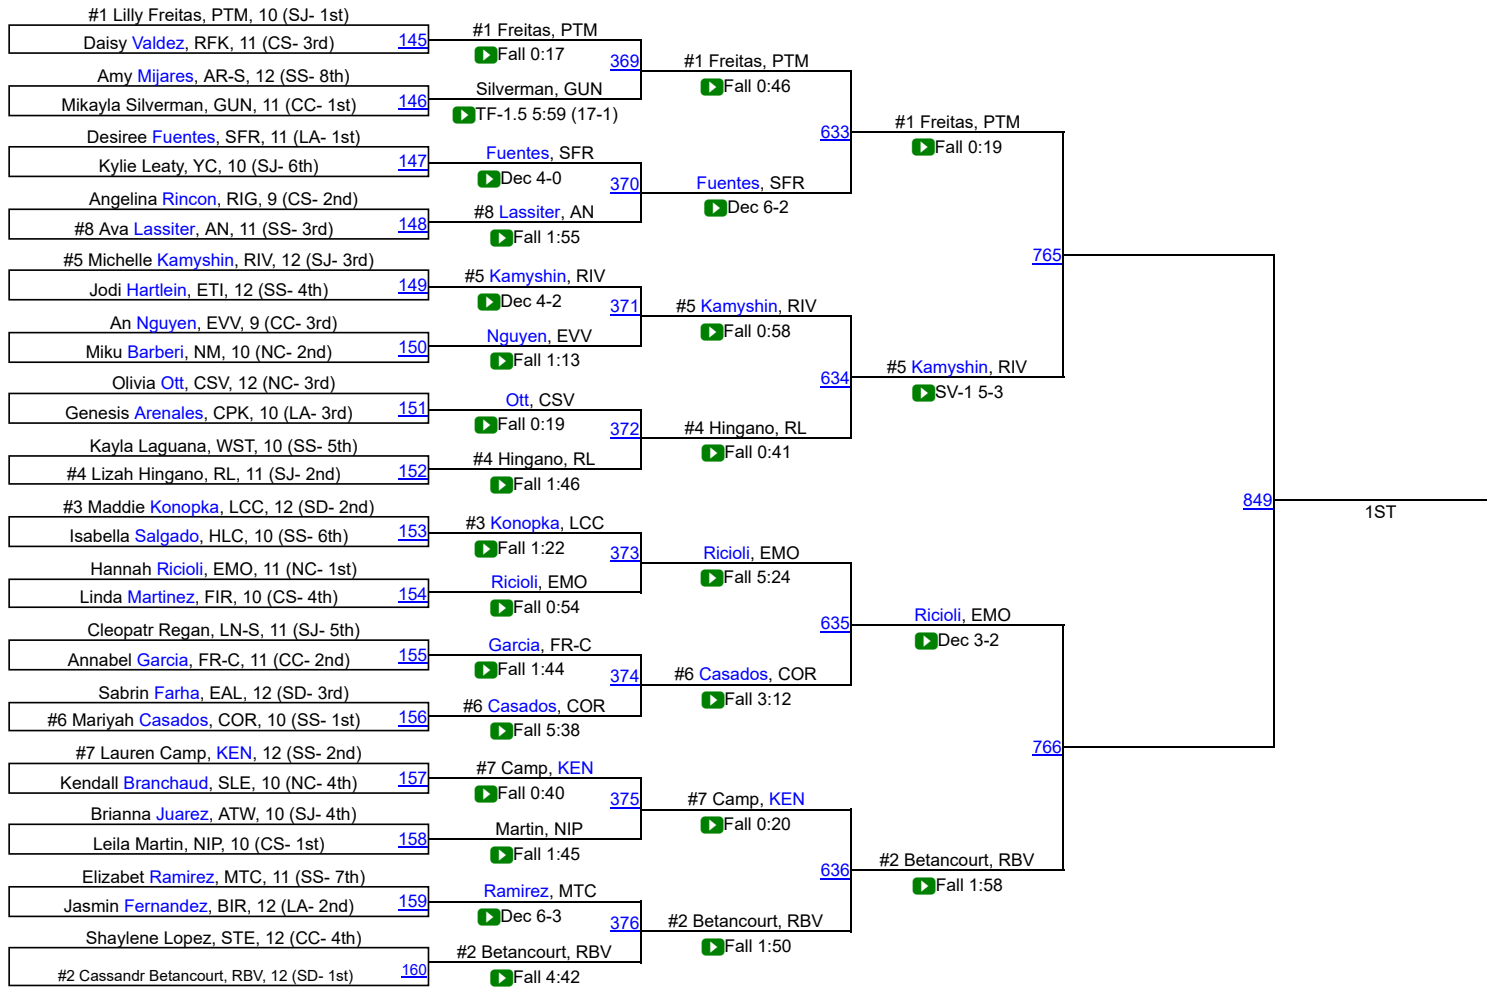 #1 Lilly Freitas, PTM, 10 (SJ- 1st)
Daisy Valdez, RFK, 11 (CS- 3rd)
145
Amy Mijares, AR-S, 12 (SS- 8th)
Mikayla Silverman, GUN, 11 (CC- 1st)
146
Desiree Fuentes, SFR, 11 (LA- 1st)
Kylie Leaty, YC, 10 (SJ- 6th)
147
Angelina Rincon, RIG, 9 (CS- 2nd)
#8 Ava Lassiter, AN, 11 (SS- 3rd)
148
#5 Michelle Kamyshin, RIV, 12 (SJ- 3rd)
Jodi Hartlein, ETI, 12 (SS- 4th)
149
An Nguyen, EVV, 9 (CC- 3rd)
Miku Barberi, NM, 10 (NC- 2nd)
150
Olivia Ott, CSV, 12 (NC- 3rd)
Genesis Arenales, CPK, 10 (LA- 3rd)
151
Kayla Laguana, WST, 10 (SS- 5th)
#4 Lizah Hingano, RL, 11 (SJ- 2nd)
152
#3 Maddie Konopka, LCC, 12 (SD- 2nd)
Isabella Salgado, HLC, 10 (SS- 6th)
153
Hannah Ricioli, EMO, 11 (NC- 1st)
Linda Martinez, FIR, 10 (CS- 4th)
154
Cleopatr Regan, LN-S, 11 (SJ- 5th)
Annabel Garcia, FR-C, 11 (CC- 2nd)
155
Sabrin Farha, EAL, 12 (SD- 3rd)
#6 Mariyah Casados, COR, 10 (SS- 1st)
156
#7 Lauren Camp, KEN, 12 (SS- 2nd)
Kendall Branchaud, SLE, 10 (NC- 4th)
157
Brianna Juarez, ATW, 10 (SJ- 4th)
Leila Martin, NIP, 10 (CS- 1st)
158
Elizabet Ramirez, MTC, 11 (SS- 7th)
Jasmin Fernandez, BIR, 12 (LA- 2nd)
159
Shaylene Lopez, STE, 12 (CC- 4th)
#2 Cassandr Betancourt, RBV, 12 (SD- 1st)
160
#1 Freitas, PTM
Fall 0:17
369
Silverman, GUN
TF-1.5 5:59 (17-1)
Fuentes, SFR
Dec 4-0
370
#8 Lassiter, AN
Fall 1:55
#5 Kamyshin, RIV
Dec 4-2
371
Nguyen, EVV
Fall 1:13
Ott, CSV
Fall 0:19
372
#4 Hingano, RL
Fall 1:46
#3 Konopka, LCC
Fall 1:22
373
Ricioli, EMO
Fall 0:54
Garcia, FR-C
Fall 1:44
374
#6 Casados, COR
Fall 5:38
#7 Camp, KEN
Fall 0:40
375
Martin, NIP
Fall 1:45
Ramirez, MTC
Dec 6-3
376
#2 Betancourt, RBV
Fall 4:42
#1 Freitas, PTM
Fall 0:46
633
Fuentes, SFR
Dec 6-2
#5 Kamyshin, RIV
Fall 0:58
634
#4 Hingano, RL
Fall 0:41
Ricioli, EMO
Fall 5:24
635
#6 Casados, COR
Fall 3:12
#7 Camp, KEN
Fall 0:20
636
#2 Betancourt, RBV
Fall 1:50
#1 Freitas, PTM
Fall 0:19
765
#5 Kamyshin, RIV
SV-1 5-3
Ricioli, EMO
Dec 3-2
766
#2 Betancourt, RBV
Fall 1:58
849
1ST